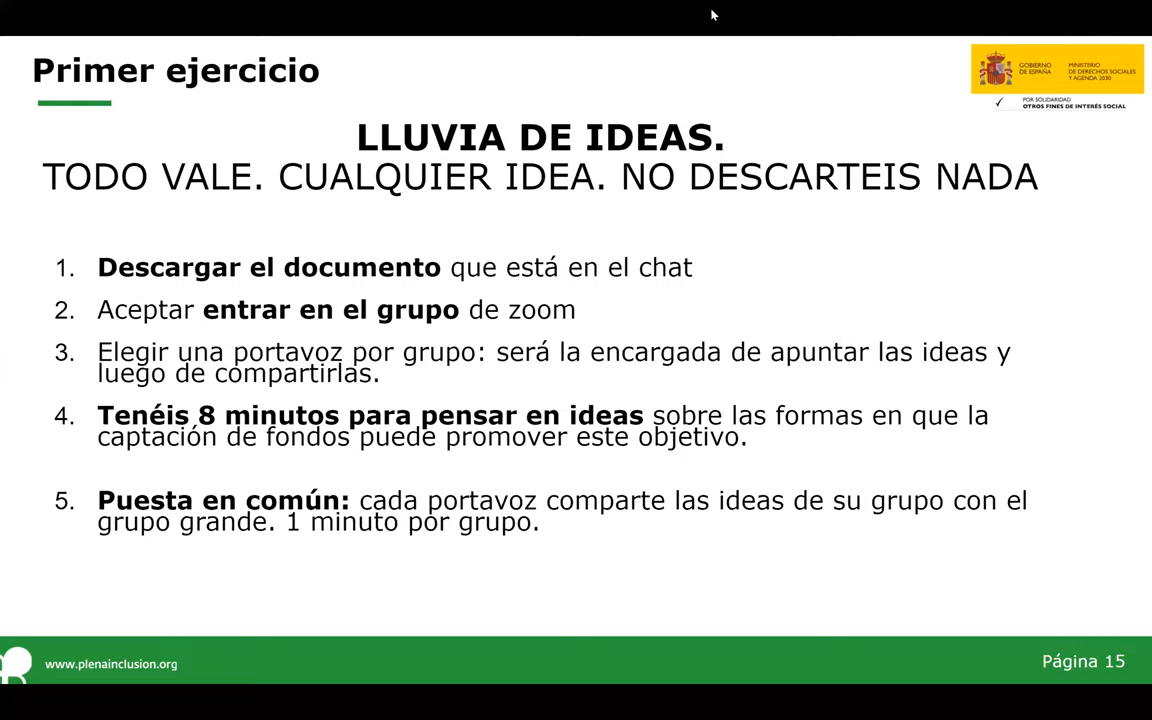 Primer ejercicio
GOBIERNO
DE ESPAÑA
MINISTERIO
DE DERECHOS SOCIALES
Y AGENDA 2030
POR SOLIDARIDAD
OTROS FINES DE INTERÉS SOCIAL
LLUVIA DE IDEAS.
TODO VALE. CUALQUIER IDEA. NO DESCARTEIS NADA
1. Descargar el documento que está en el chat
2. Aceptar entrar en el grupo de zoom
3. Elegir una portavoz por grupo: será la encargada de apuntar las ideas y
luego de compartirlas.
4. Tenéis 8 minutos para pensar en ideas sobre las formas en que la
captación de fondos puede promover este objetivo.
5. Puesta en común: cada portavoz comparte las ideas de su grupo con el
grupo grande. 1 minuto por grupo.
www.plenainclusion.org
Página 15